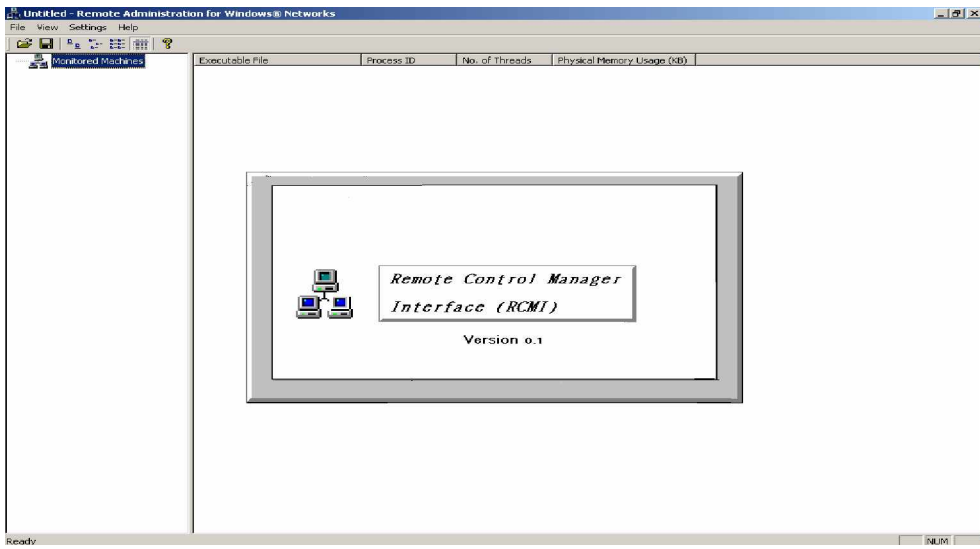 Untitled - Remote Administration for Windows® Networks
File View Settings Help
Monitored Machines
Executable File Process ID No. of Threads Physical Memory Usage (KB)
Remote Control Manager
Interface (RCMI)
Version 0.1
Ready NUM